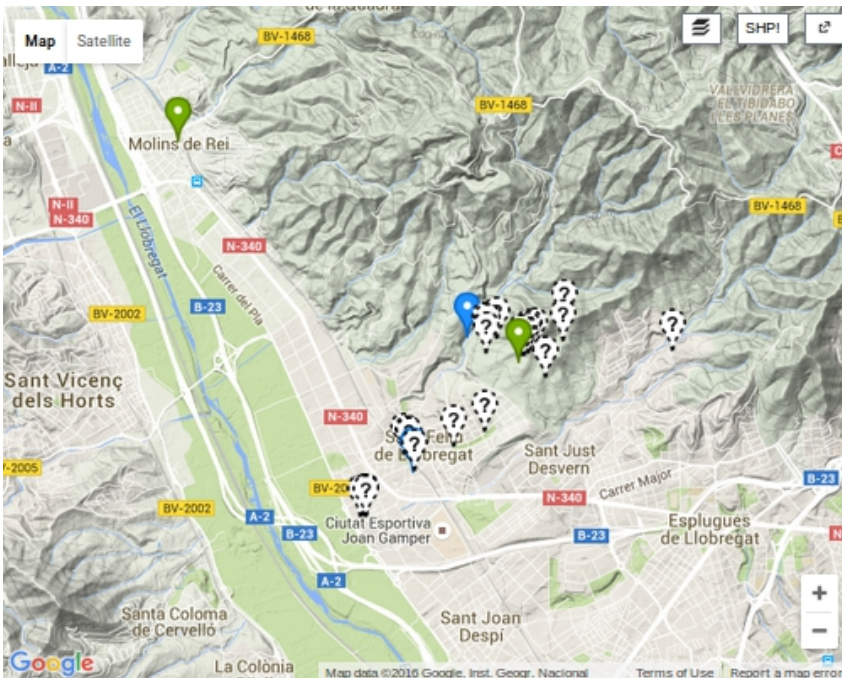 BV-1468
SHP!
Map
Satellite
A-2
N-II
BV-1468
VALLVIDRERA
EL TIBIDABO
I LES PLANES
Molins de Rei
N-II
N-340
BV-1468
El Llobregat
N-340
Carrer del Pla
B-23
BV-2002
?
?
?
?
?
?
Sant Vicenç
dels Horts
N-340
?
?
?
de Llobregat
Sant Just
Desvern
V-2005
B-23
Carrer Major
?
BV-20
N-340
BV-2002
A-2
Ciutat Esportiva
Joan Gamper
B-23
B-23
Esplugues
de Llobregat
A-2
+
Santa Coloma
de Cervelló
Sant Joan
Despí
−
Google
La Colònia
Map data ©2016 Google, Inst. Geogr. Nacional
Terms of Use
Report a map error